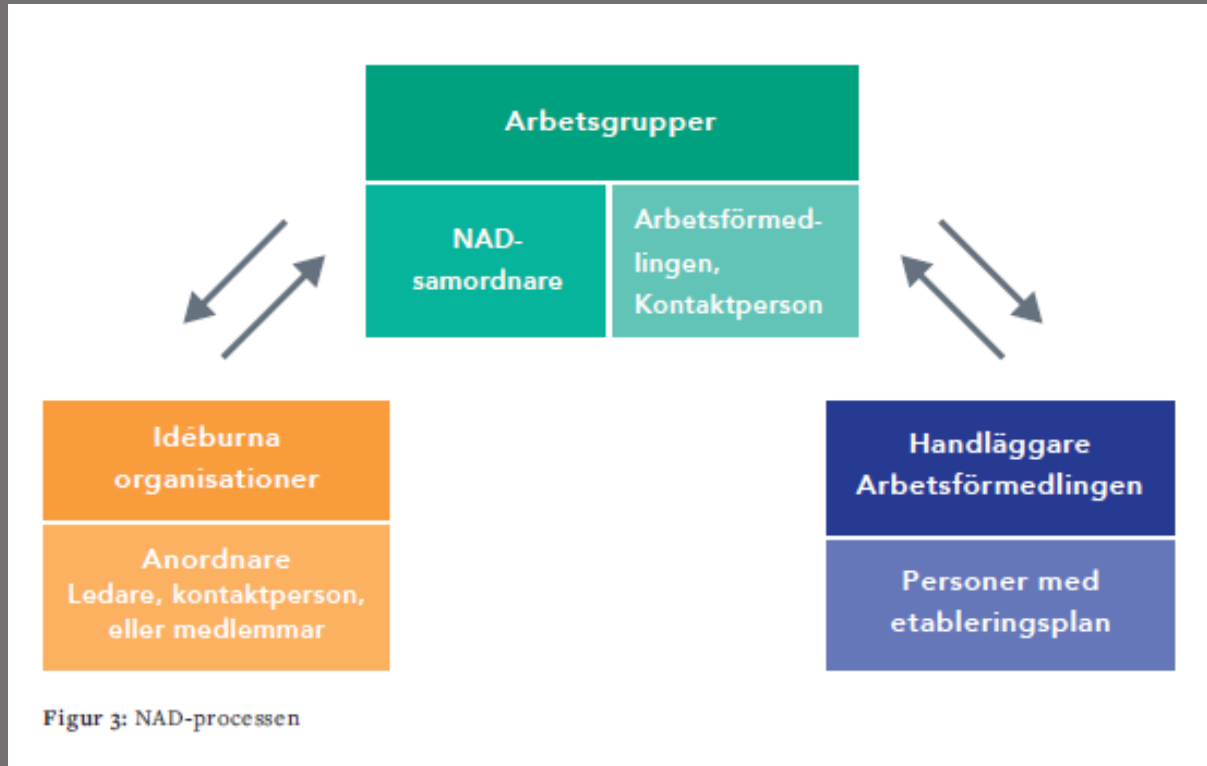 Arbetsgrupper
NAD-
samordnare
Arbetsförmed-
lingen,
Kontaktperson
Idéburna
organisationer
Anordnare
Ledare, kontaktperson,
eller medlemmar
Handläggare
Arbetsförmedlingen
Personer med
etableringsplan
Figur 3: NAD-processen